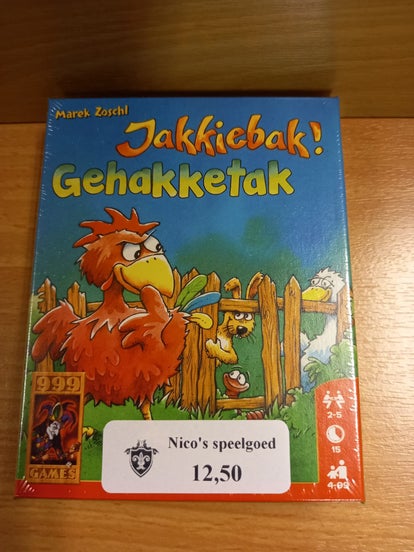 Marek Zoschl
Jakkiebak!
Gehakketak
999
GAMES
2-5
15
4-99
Nico's speelgoed
12,50